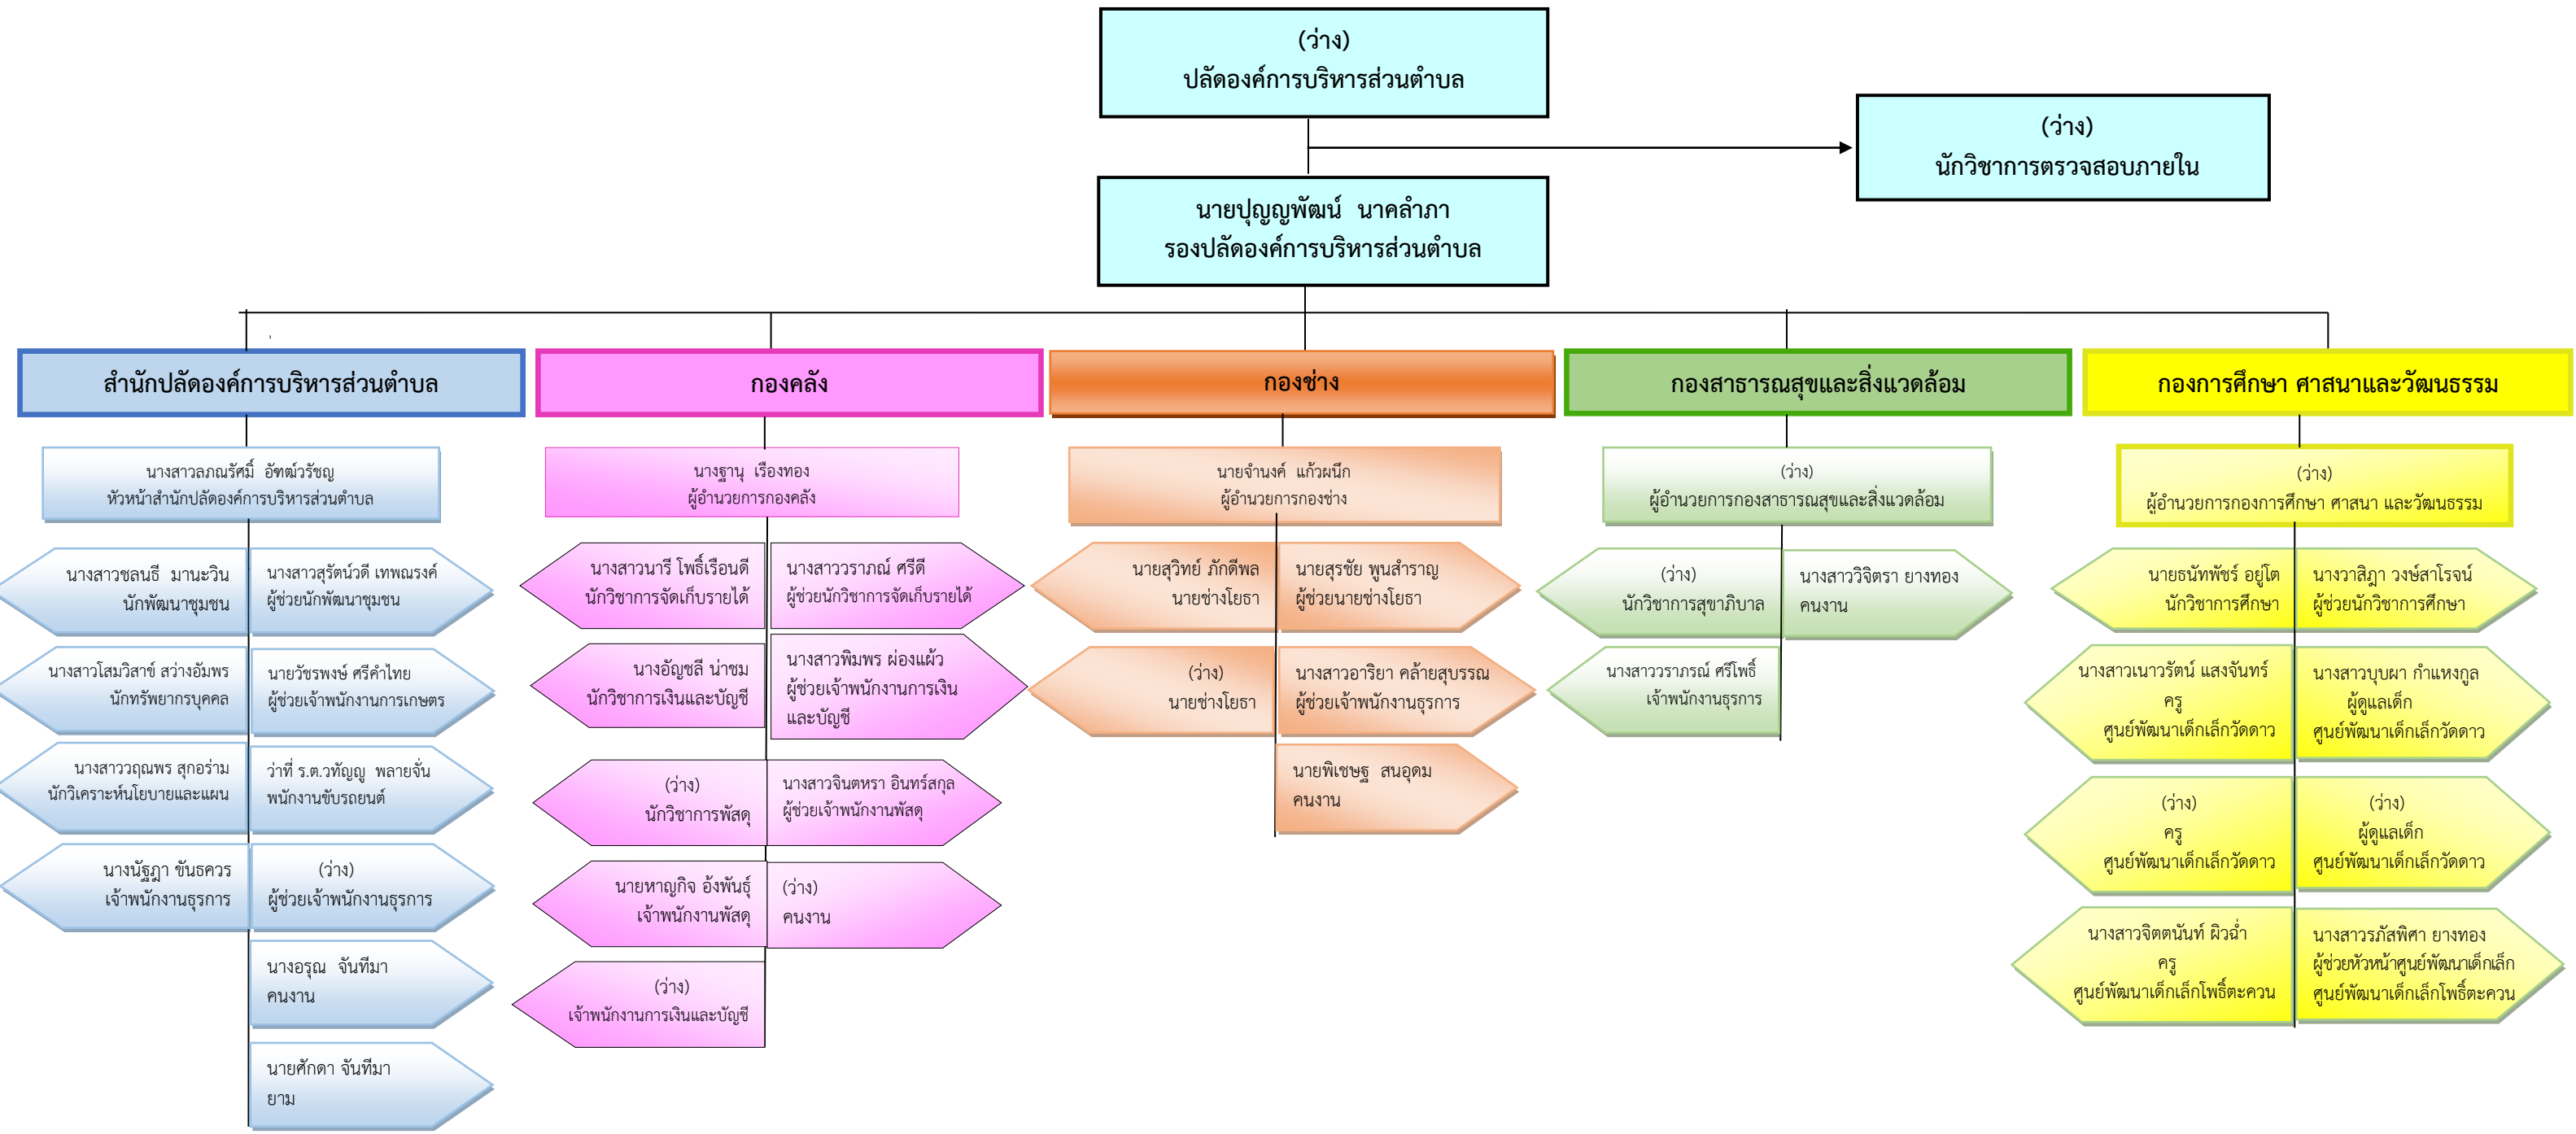 (ว่าง)
ปลัดองค์การบริหารส่วนตำบล
(ว่าง)
นักวิชาการตรวจสอบภายใน
นายปุญญพัฒน์ นาคลำภา
รองปลัดองค์การบริหารส่วนตำบล
สำนักปลัดองค์การบริหารส่วนตำบล
นางสาวลภณรัศมิ์ อัฑฒ์วรัชญ
หัวหน้าสำนักปลัดองค์การบริหารส่วนตำบล
นางสาวชลนธี มานะวิน
นักพัฒนาชุมชน
นางสาวสุรัตน์วดี เทพณรงค์
ผู้ช่วยนักพัฒนาชุมชน
นางสาวโสมวิสาข์ สว่างอัมพร
นักทรัพยากรบุคคล
นายวัชรพงษ์ ศรีคำไทย
ผู้ช่วยเจ้าพนักงานการเกษตร
นางสาววฤณพร สุกอร่าม
นักวิเคราะห์นโยบายและแผน
ว่าที่ ร.ต.วทัญญู พลายจั่น
พนักงานขับรถยนต์
นางนัฐฎา ขันธควร
เจ้าพนักงานธุรการ
(ว่าง)
ผู้ช่วยเจ้าพนักงานธุรการ
นางอรุณ จันทีมา
คนงาน
นายศักดา จันทีมา
ยาม
กองคลัง
นางฐานุ เรืองทอง
ผู้อำนวยการกองคลัง
นางสาวนารี โพธิ์เรือนดี
นักวิชาการจัดเก็บรายได้
นางสาววราภณ์ ศรีดี
ผู้ช่วยนักวิชาการจัดเก็บรายได้
นางอัญชลี น่าชม
นักวิชาการเงินและบัญชี
นางสาวพิมพร ผ่องแผ้ว
ผู้ช่วยเจ้าพนักงานการเงิน
และบัญชี
(ว่าง)
นักวิชาการพัสดุ
นางสาวจินตหรา อินทร์สกุล
ผู้ช่วยเจ้าพนักงานพัสดุ
นายหาญกิจ อ้งพันธุ์
เจ้าพนักงานพัสดุ
(ว่าง)
คนงาน
(ว่าง)
เจ้าพนักงานการเงินและบัญชี
กองช่าง
นายจำนงค์ แก้วผนึก
ผู้อำนวยการกองช่าง
นายสุวิทย์ ภักดีพล
นายช่างโยธา
นายสุรชัย พูนสำราญ
ผู้ช่วยนายช่างโยธา
(ว่าง)
นายช่างโยธา
นางสาวอาริยา คล้ายสุบรรณ
ผู้ช่วยเจ้าพนักงานธุรการ
นายพิเชษฐ สนอุดม
คนงาน
กองสาธารณสุขและสิ่งแวดล้อม
(ว่าง)
ผู้อำนวยการกองสาธารณสุขและสิ่งแวดล้อม
(ว่าง)
นักวิชาการสุขาภิบาล
นางสาววิจิตรา ยางทอง
คนงาน
นางสาววราภรณ์ ศรีโพธิ์
เจ้าพนักงานธุรการ
กองการศึกษา ศาสนาและวัฒนธรรม
(ว่าง)
ผู้อำนวยการกองการศึกษา ศาสนา และวัฒนธรรม
นายธนัทพัชร์ อยู่โต
นักวิชาการศึกษา
นางวาสิฎา วงษ์สาโรจน์
ผู้ช่วยนักวิชาการศึกษา
นางสาวเนาวรัตน์ แสงจันทร์
ครู
ศูนย์พัฒนาเด็กเล็กวัดดาว
นางสาวบุบผา กำแหงกูล
ผู้ดูแลเด็ก
ศูนย์พัฒนาเด็กเล็กวัดดาว
(ว่าง)
ครู
ศูนย์พัฒนาเด็กเล็กวัดดาว
(ว่าง)
ผู้ดูแลเด็ก
ศูนย์พัฒนาเด็กเล็กวัดดาว
นางสาวจิตตนันท์ ผิวฉ่ำ
ครู
ศูนย์พัฒนาเด็กเล็กโพธิ์ตะควน
นางสาวรภัสพิศา ยางทอง
ผู้ช่วยหัวหน้าศูนย์พัฒนาเด็กเล็ก
ศูนย์พัฒนาเด็กเล็กโพธิ์ตะควน